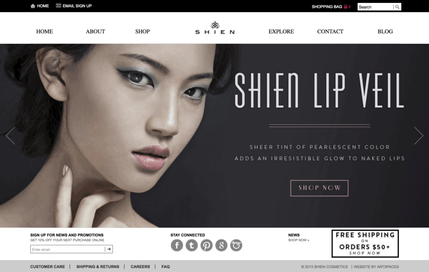 HOME EMAIL SIGN UP SHOPPING BAG Search
HOME ABOUT SHOP SHIEN EXPLORE CONTACT BLOG
SHIEN LIP VEIL
SHEER TINT OF PEARLESCENT COLOR
ADDS AN IRRESISTIBLE GLOW TO NAKED LIPS
SHOP NOW
SIGN UP FOR NEWS AND PROMOTIONS
GET 10% OFF YOUR NEXT PURCHASE ONLINE
Enter email
STAY CONNECTED
NEWS
SHOP NOW
FREE SHIPPING
ON
ORDERS $50+
SHOP NOW
CUSTOMER CARE | SHIPPING & RETURNS | CAREERS | FAQ
© 2013 SHIEN COSMETICS | WEBSITE BY